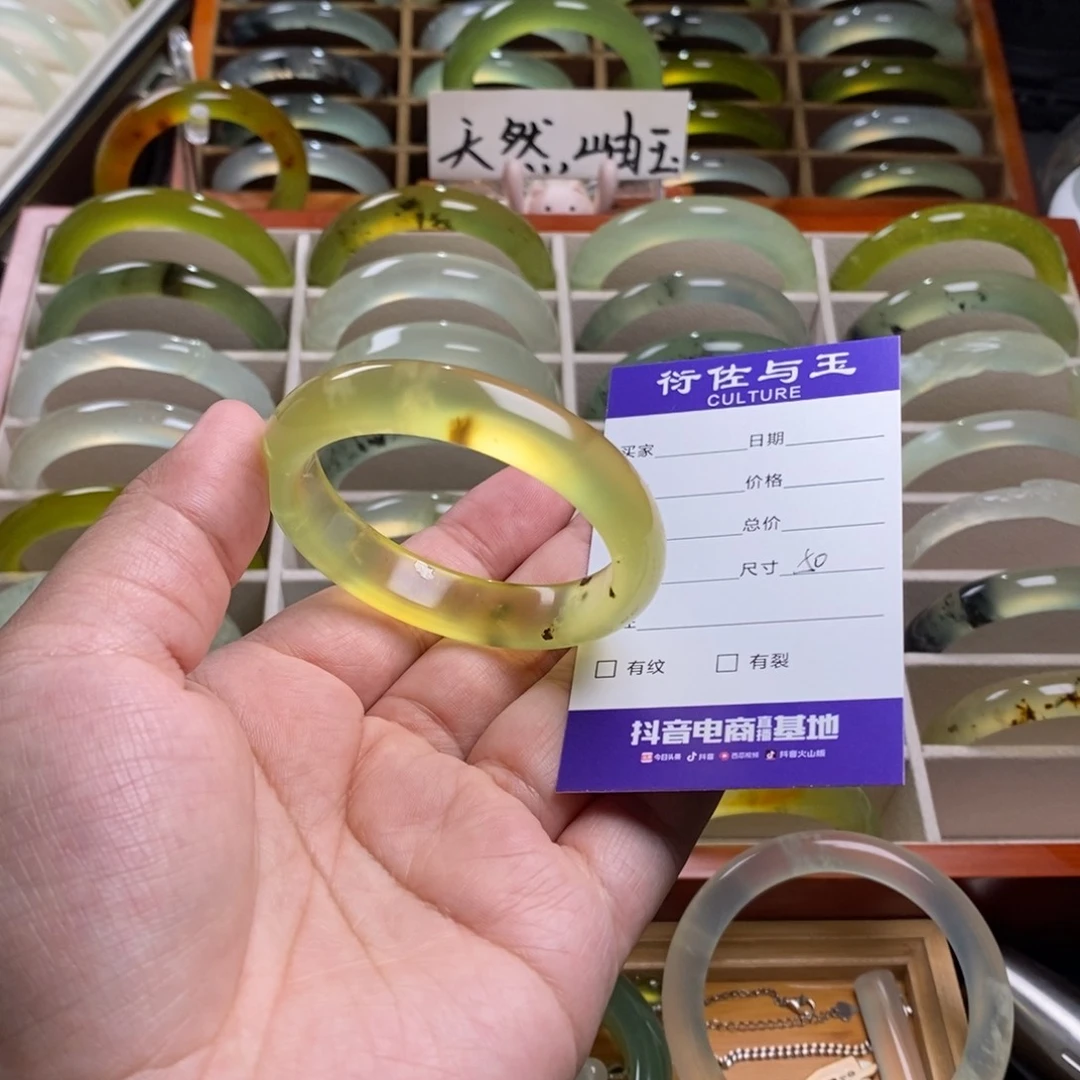 天然岫玉
衍佐与玉
CULTURE
买家 日期
价格
总价
尺寸
有纹 有裂
抖音电商直播基地
今日头条 抖音 西瓜视频 抖音火山版